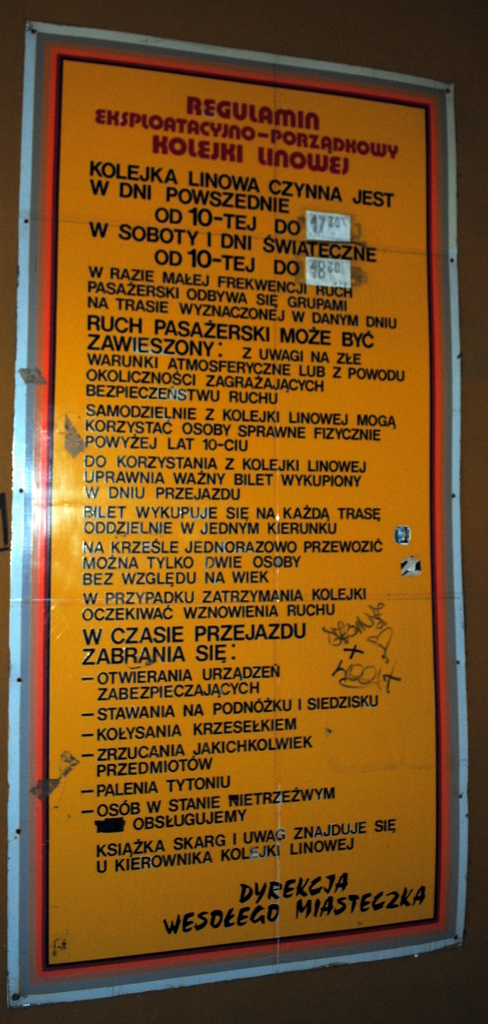 REGULAMIN
EKSPLOATACYJNO-PORZĄDKOWY
KOLEJKI LINOWEJ
KOLEJKA LINOWA CZYNNA JEST
W DNI POWSZEDNIE
OD 10-TEJ DO 17 30
W SOBOTY I DNI ŚWIĄTECZNE
OD 10-TEJ DO
W RAZIE MAŁEJ FREKWENCJI RUCH
PASAŻERSKI ODBYWA SIĘ GRUPAMI
NA TRASIE WYZNACZONEJ W DANYM DNIU
RUCH PASAŻERSKI MOŻE BYĆ
ZAWIESZONY: Z UWAGI NA ZŁE
WARUNKI ATMOSFERYCZNE LUB Z POWODU
OKOLICZNOŚCI ZAGRAŻAJĄCYCH
BEZPIECZEŃSTWU RUCHU
SAMODZIELNIE Z KOLEJKI LINOWEJ MOGĄ
KORZYSTAĆ OSOBY SPRAWNE FIZYCZNIE
POWYŻEJ LAT 10-CIU
DO KORZYSTANIA Z KOLEJKI LINOWEJ
UPRAWNIA WAŻNY BILET WYKUPIONY
W DNIU PRZEJAZDU
BILET WYKUPUJE SIĘ NA KAŻDĄ TRASĘ
ODDZIELNIE W JEDNYM KIERUNKU
NA KRZEŚLE JEDNORAZOWO PRZEWOZIĆ
MOŻNA TYLKO DWIE OSOBY
BEZ WZGLĘDU NA WIEK
W PRZYPADKU ZATRZYMANIA KOLEJKI
OCZEKIWAĆ WZNOWIENIA RUCHU
W CZASIE PRZEJAZDU
ZABRANIA SIĘ:
– OTWIERANIA URZĄDZEŃ
ZABEZPIECZAJĄCYCH
– STAWANIA NA PODNÓŻKU I SIEDZISKU
– KOŁYSANIA KRZESEŁKIEM
– ZRZUCANIA JAKICHKOLWIEK
PRZEDMIOTÓW
– PALENIA TYTONIU
– OSÓB W STANIE NIETRZEŹWYM
OBSŁUGUJEMY
KSIĄŻKA SKARG I UWAG ZNAJDUJE SIĘ
U KIEROWNIKA KOLEJKI LINOWEJ
DYREKCJA
WESOŁEGO MIASTECZKA